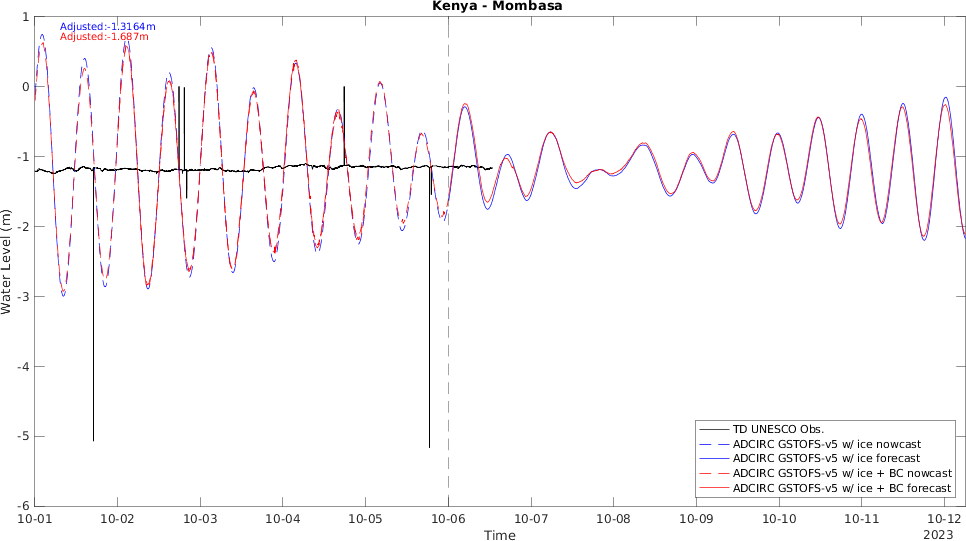 Kenya - Mombasa
Adjusted:-1.3164m
Adjusted:-1.687m
1
0
-1
-2
-3
-4
-5
-6
Water Level (m)
TD UNESCO Obs.
ADCIRC GSTOFS-v5 w/ ice nowcast
ADCIRC GSTOFS-v5 w/ ice forecast
ADCIRC GSTOFS-v5 w/ ice + BC nowcast
ADCIRC GSTOFS-v5 w/ ice + BC forecast
10-01 10-02 10-03 10-04 10-05 10-06 10-07 10-08 10-09 10-10 10-11 10-12
Time
2023